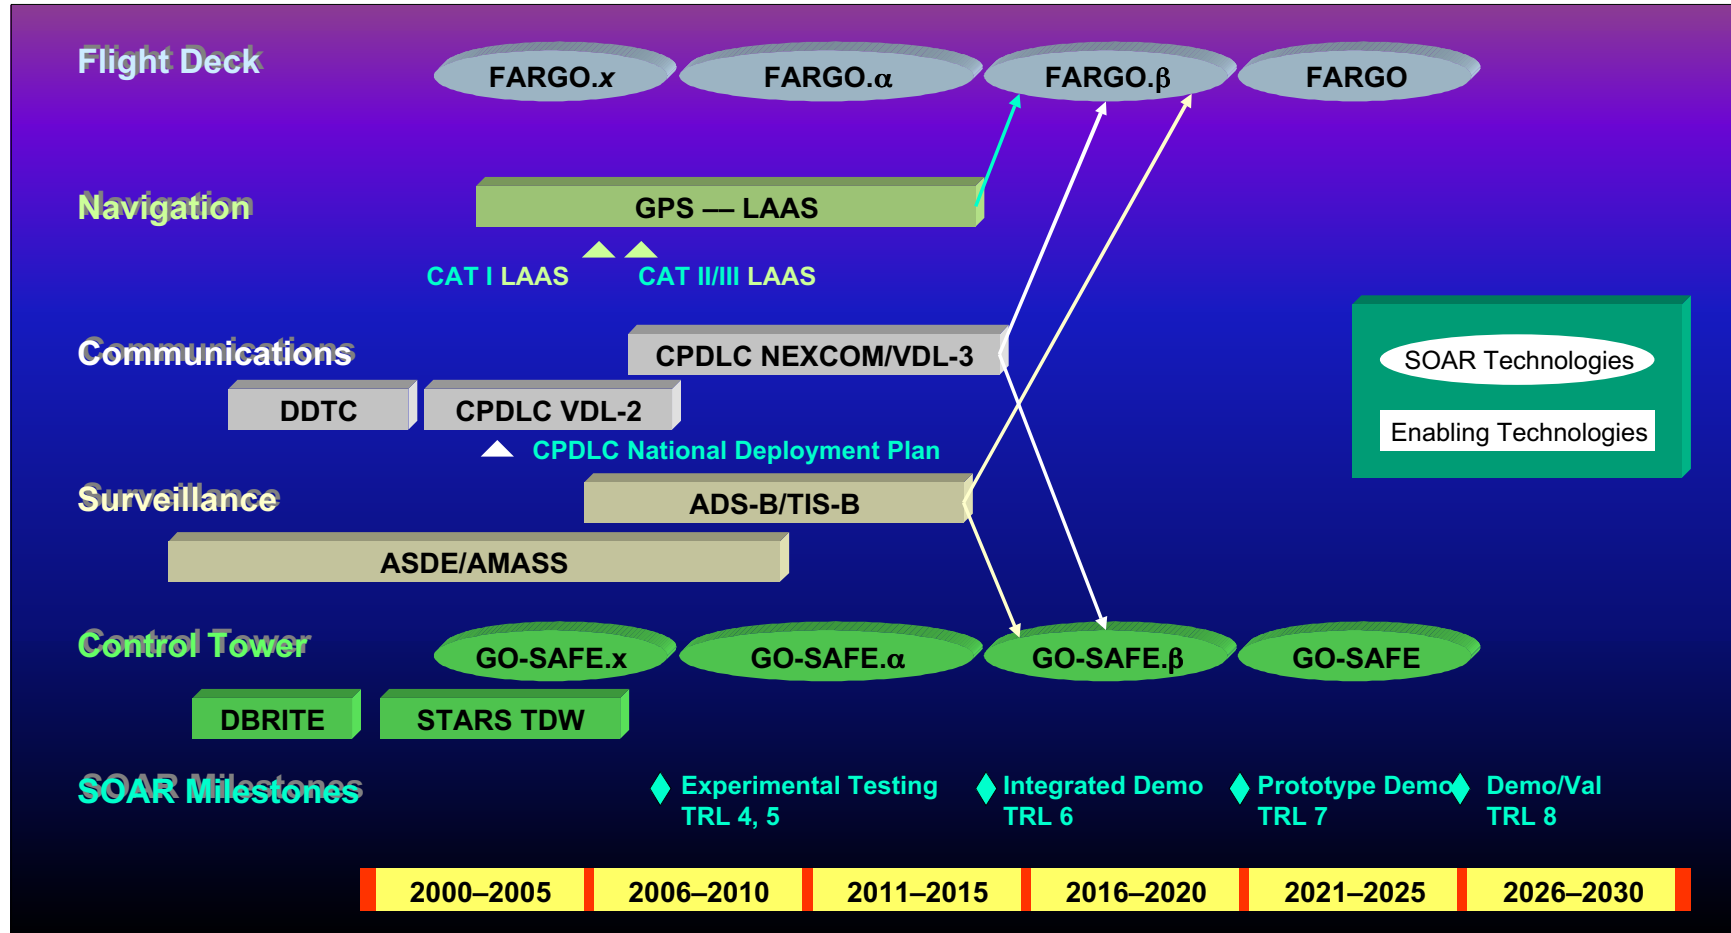 Flight Deck
FARGO.x
FARGO.α
FARGO.β
FARGO
Navigation
GPS — LAAS
CAT I LAAS
CAT II/III LAAS
Communications
CPDLC NEXCOM/VDL-3
SOAR Technologies
DDTC
CPDLC VDL-2
Enabling Technologies
CPDLC National Deployment Plan
Surveillance
ADS-B/TIS-B
ASDE/AMASS
Control Tower
GO-SAFE.x
GO-SAFE.α
GO-SAFE.β
GO-SAFE
DBRITE
STARS TDW
SOAR Milestones
Experimental Testing
TRL 4, 5
Integrated Demo
TRL 6
Prototype Demo
TRL 7
Demo/Val
TRL 8
2000–2005
2006–2010
2011–2015
2016–2020
2021–2025
2026–2030